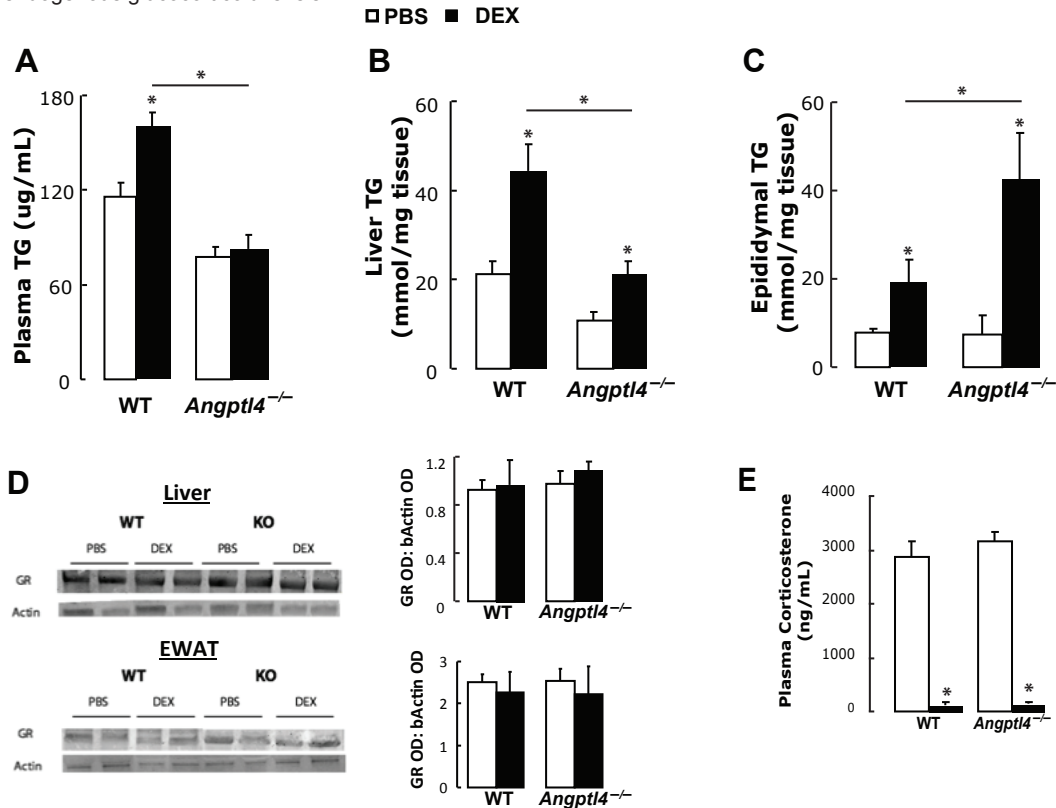 PBS DEX
A
Plasma TG (ug/mL)
180
120
60
0
*
*
WT Angptl4−/−
B
Liver TG
(mmol/mg tissue)
60
40
20
0
*
*
*
WT Angptl4−/−
C
Epididymal TG
(mmol/mg tissue)
60
40
20
0
*
*
*
WT Angptl4−/−
D
Liver
WT KO
PBS DEX PBS DEX
GR
Actin
EWAT
WT KO
PBS DEX PBS DEX
GR
Actin
GR OD: bActin OD
1.2
0.8
0.4
0
WT Angptl4−/−
GR OD: bActin OD
3
2
1
0
WT Angptl4−/−
E
Plasma Corticosterone
(ng/mL)
4000
3000
2000
1000
0
*
*
WT Angptl4−/−